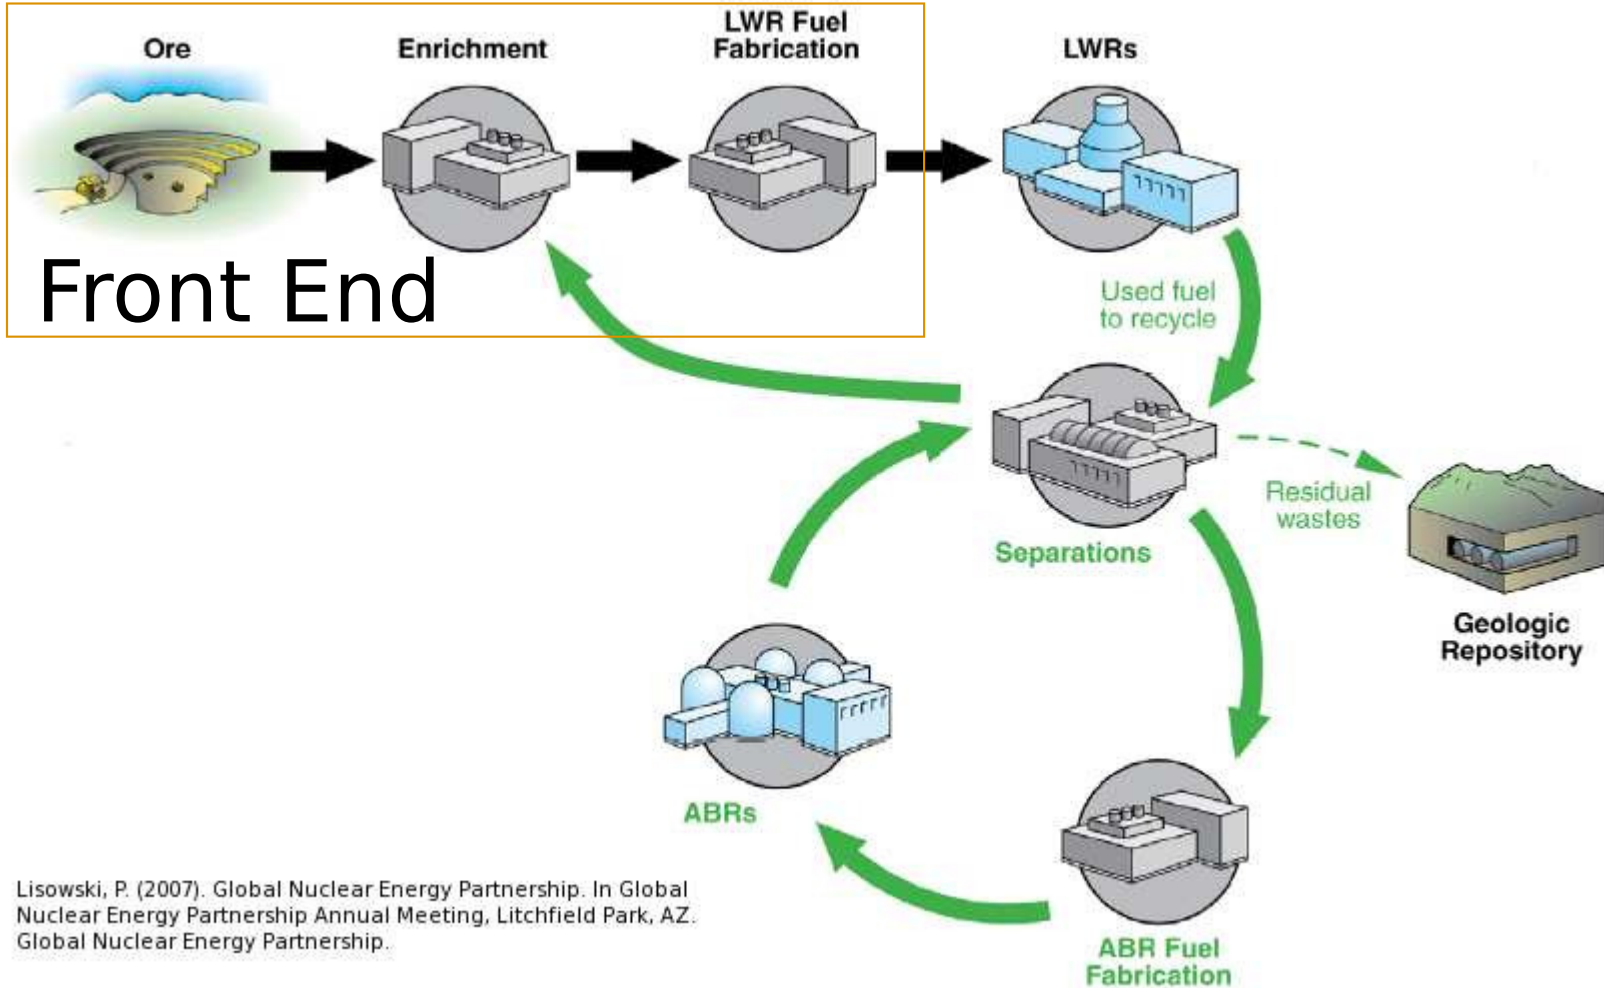 Ore
Enrichment
LWR Fuel
Fabrication
LWRs
Front End
Used fuel
to recycle
Residual
wastes
Separations
Geologic
Repository
ABRs
ABR Fuel
Fabrication
Lisowski, P. (2007). Global Nuclear Energy Partnership. In Global
Nuclear Energy Partnership Annual Meeting, Litchfield Park, AZ.
Global Nuclear Energy Partnership.